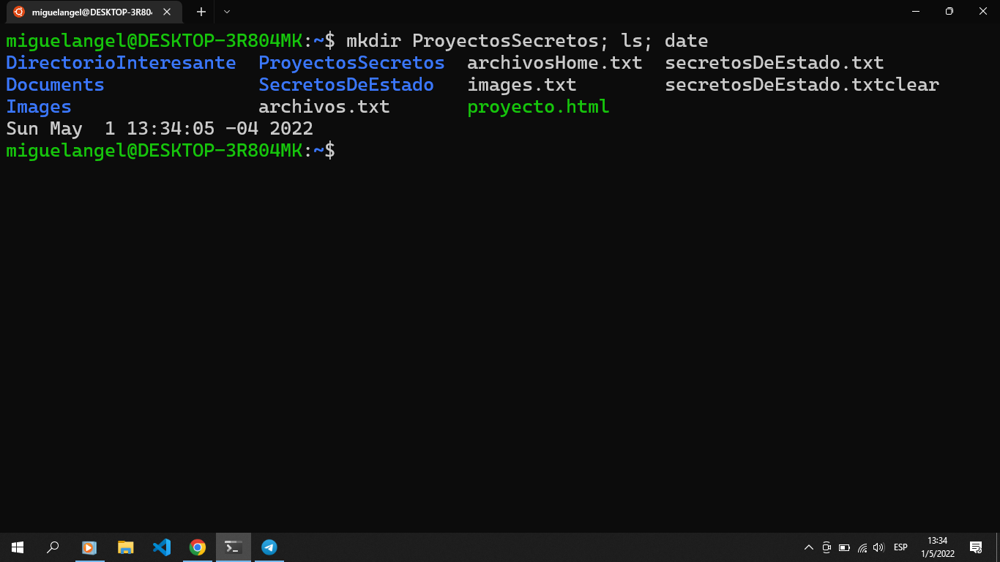 miguelangel@DESKTOP-3R804
miguelangel@DESKTOP-3R804MK:~$ mkdir ProyectosSecretos; ls; date
DirectorioInteresante  ProyectosSecretos  archivosHome.txt  secretosDeEstado.txt
Documents              SecretosDeEstado   images.txt        secretosDeEstado.txtclear
Images                 archivos.txt       proyecto.html
Sun May  1 13:34:05 -04 2022
miguelangel@DESKTOP-3R804MK:~$
ESP
13:34
1/5/2022